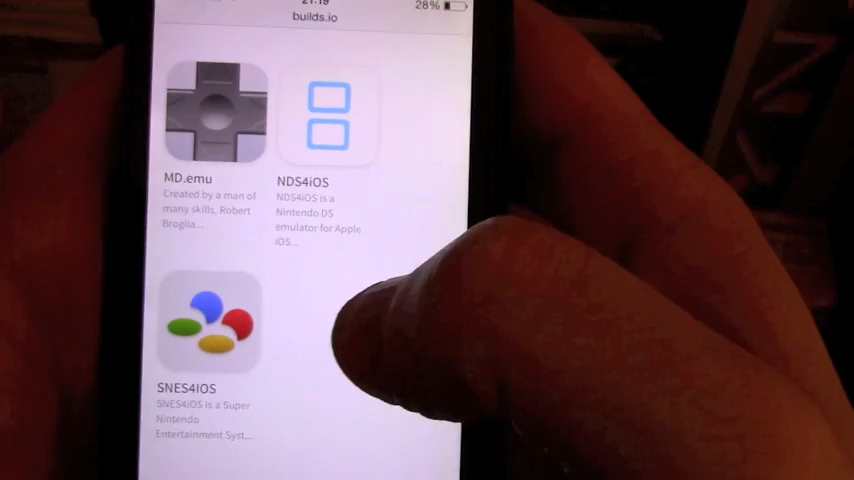 21:19
28%
builds.io
MD.emu
Created by a man of
many skills, Robert
Broglia...
NDS4iOS
NDS4iOS is a
Nintendo DS
emulator for Apple
iOS...
SNES4IOS
SNES4iOS is a Super
Nintendo
Entertainment Syst...